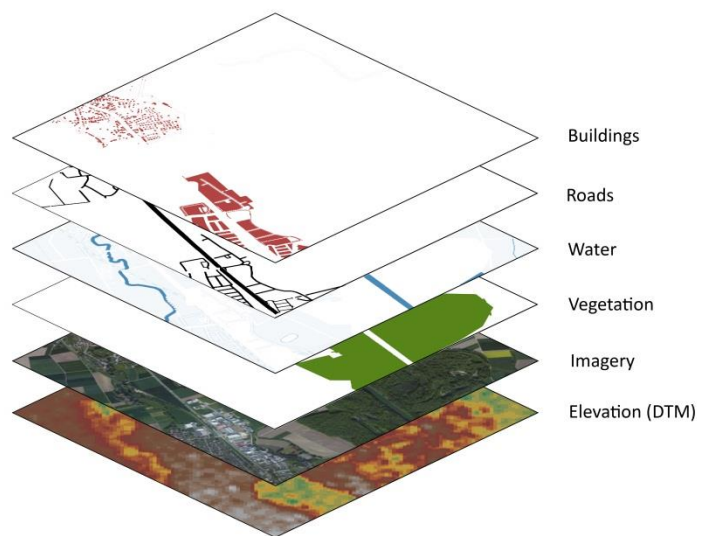 Buildings
Roads
Water
Vegetation
Imagery
Elevation (DTM)